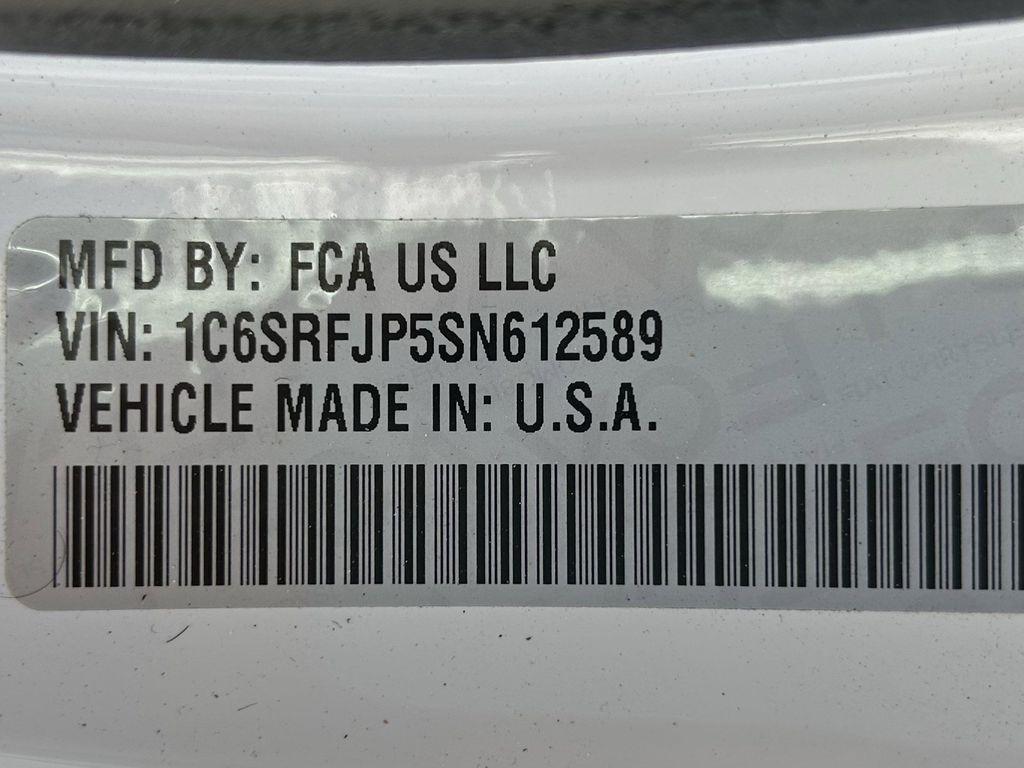 MFD BY: FCA US LLC
VIN: 1C6SRFJP5SN612589
VEHICLE MADE IN: U.S.A.